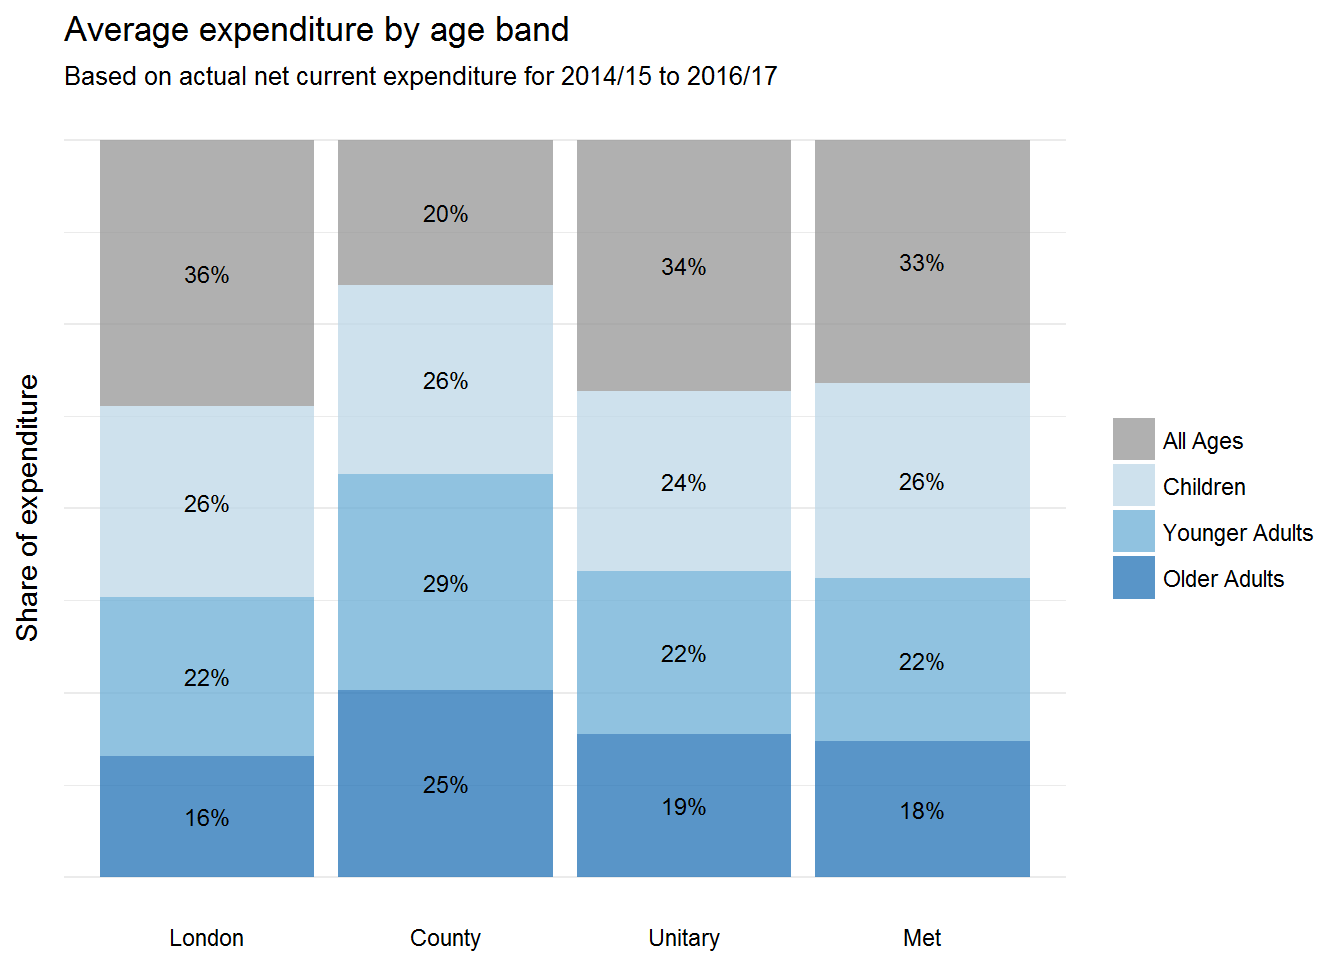 Average expenditure by age band
Based on actual net current expenditure for 2014/15 to 2016/17
Share of expenditure
36%
26%
22%
16%
20%
26%
29%
25%
34%
24%
22%
19%
33%
26%
22%
18%
London
County
Unitary
Met
All Ages
Children
Younger Adults
Older Adults